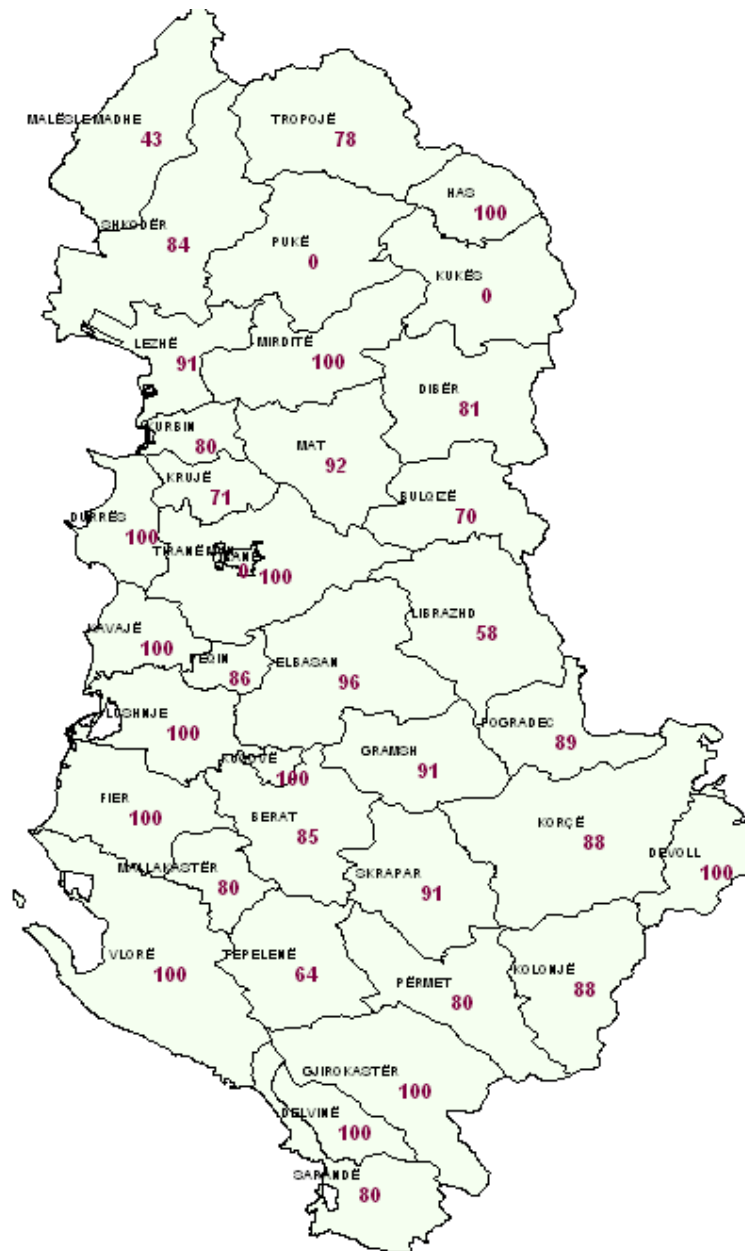 MALËSI E MADHE
43
TROPOJË
78
HAS
100
SHKODËR
84
PUKË
0
KUKËS
0
LEZHË
91
MIRDITË
100
DIBËR
81
KURBIN
80
MAT
92
KRUJË
71
BULQIZË
70
DURRËS
100
0
100
LIBRAZHD
58
KAVAJË
100
PEQIN
86
ELBASAN
96
LUSHNJE
100
POGRADEC
89
GRAMSH
91
KUÇOVË
100
FIER
100
BERAT
85
KORÇË
88
DEVOLL
100
MALLAKASTËR
80
SKRAPAR
91
VLORË
100
TEPELENË
64
PËRMET
80
KOLONJË
88
GJIROKASTËR
100
DELVINË
100
SARANDË
80